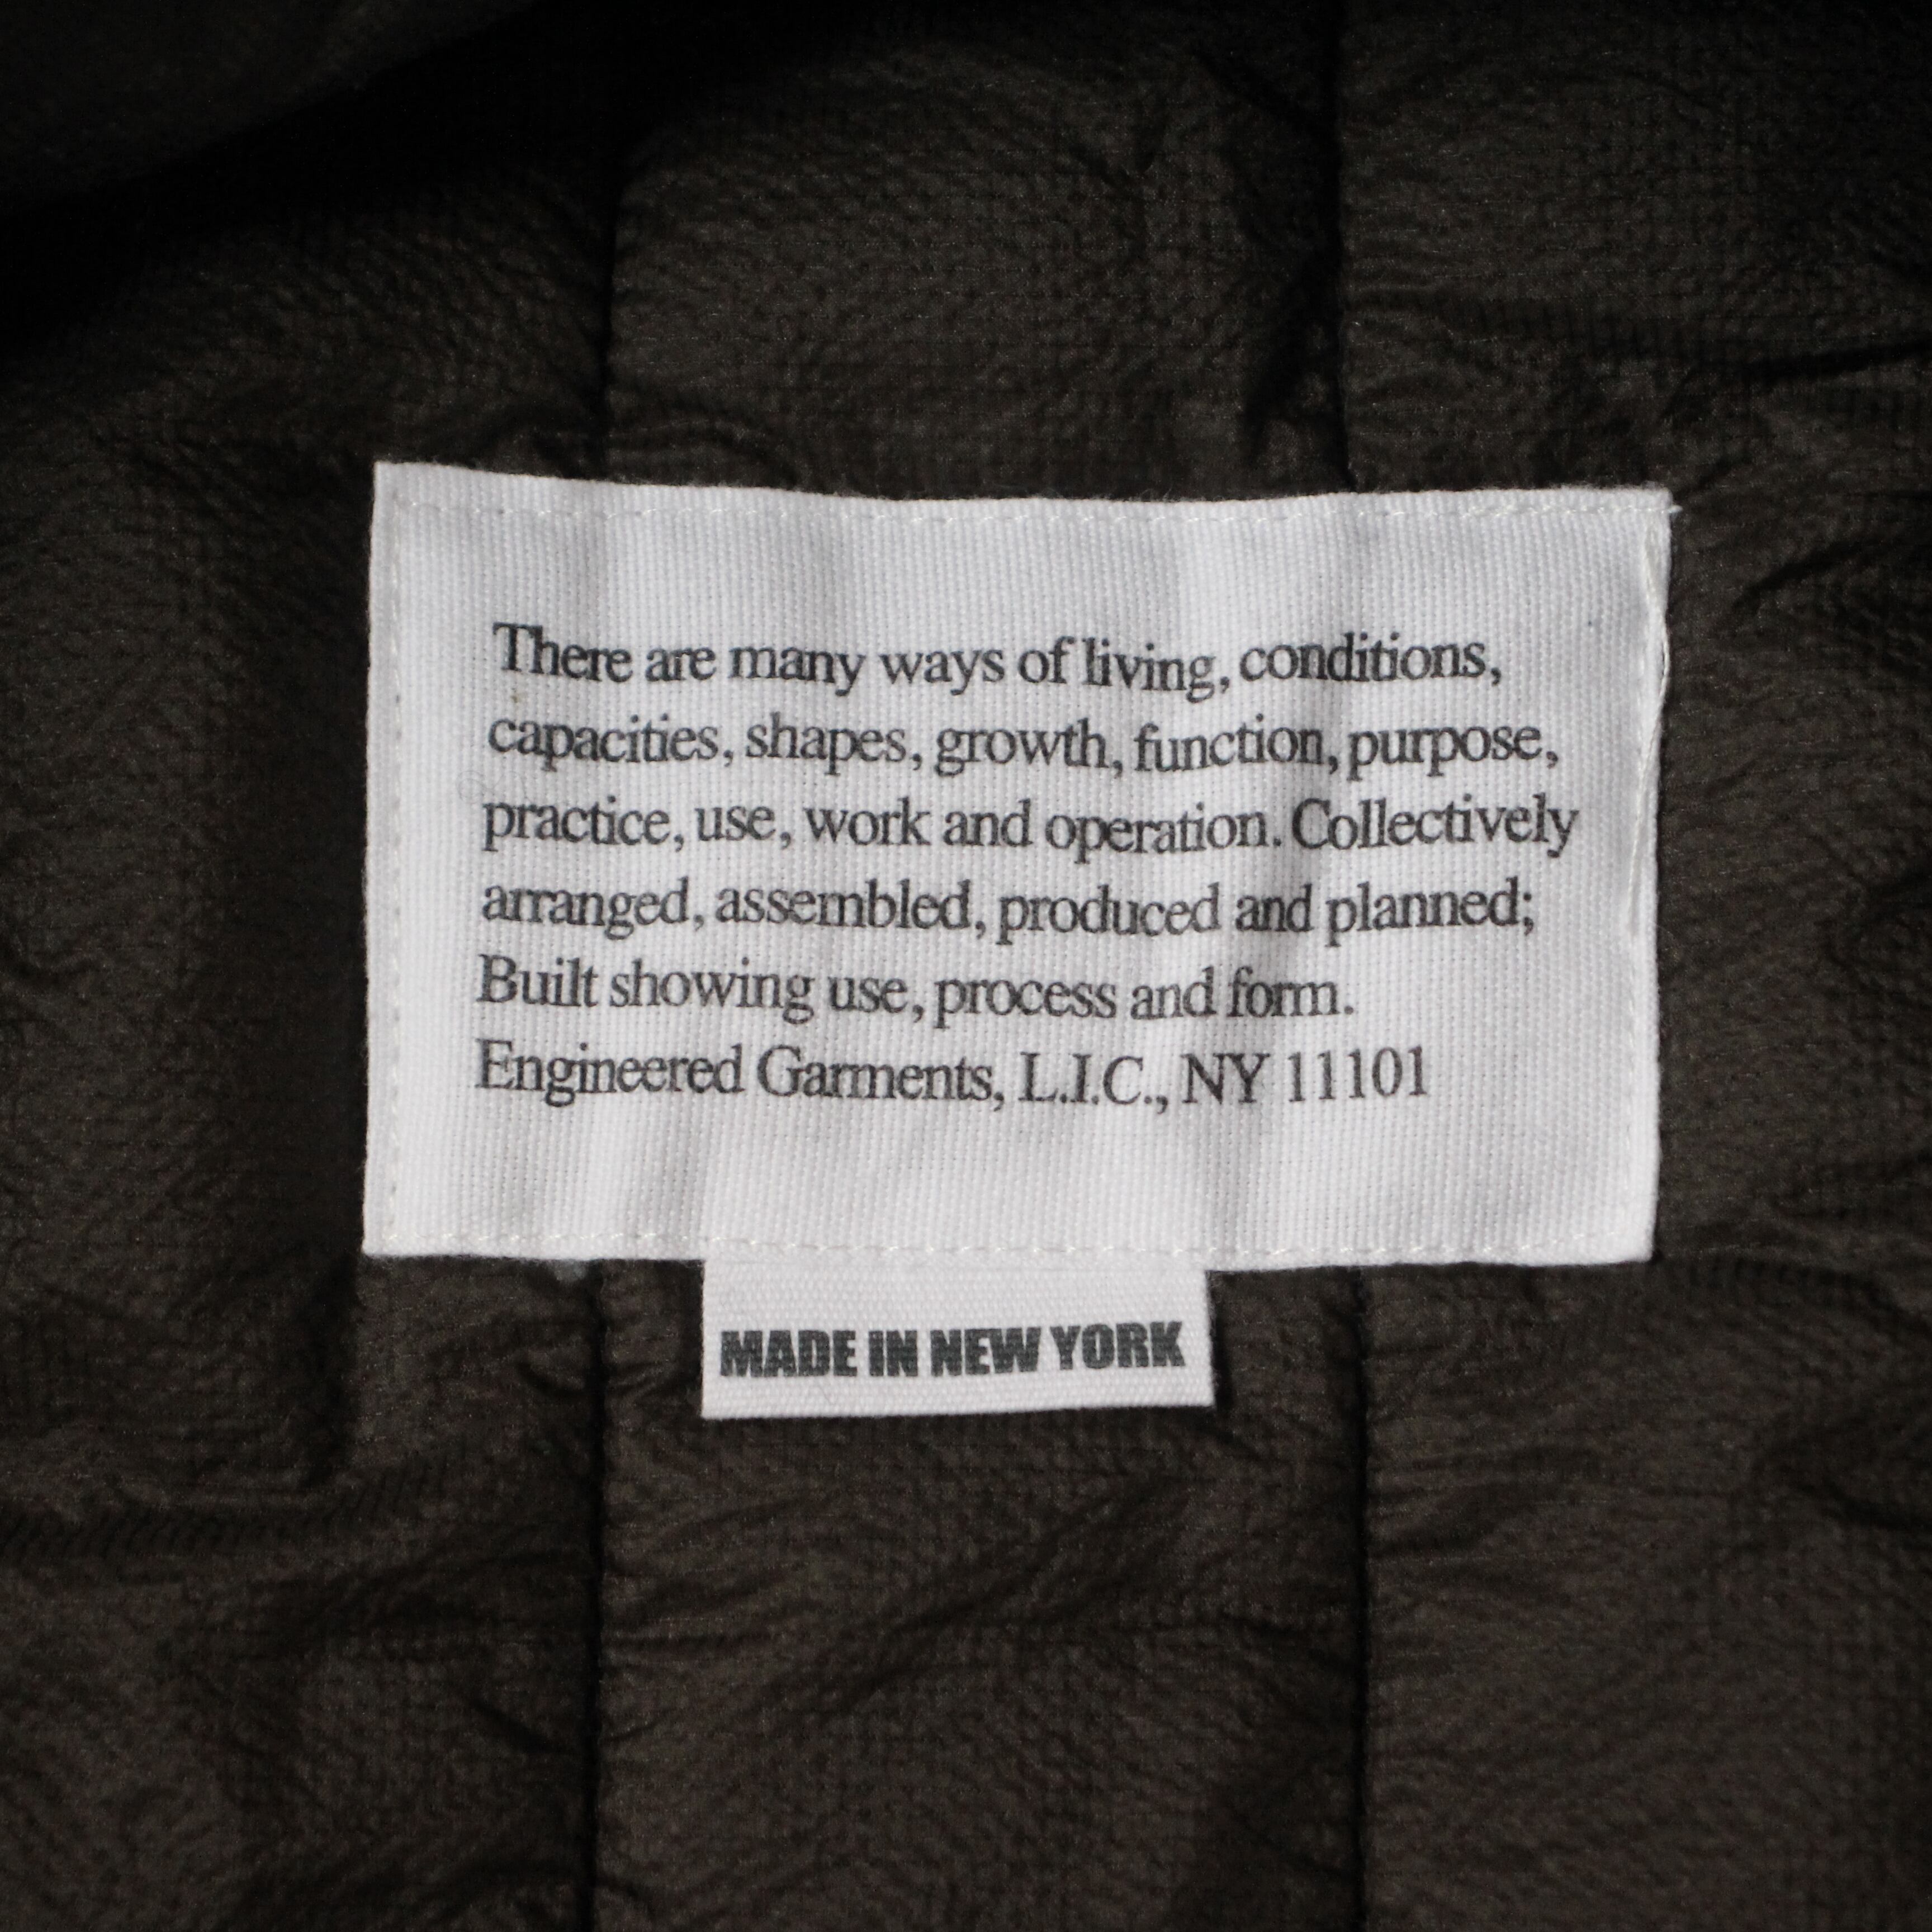 There are many ways of living, conditions,
capacities, shapes, growth, function, purpose,
practice, use, work and operation. Collectively
arranged, assembled, produced and planned;
Built showing use, process and form.
Engineered Garments, L.I.C., NY 11101
MADE IN NEW YORK